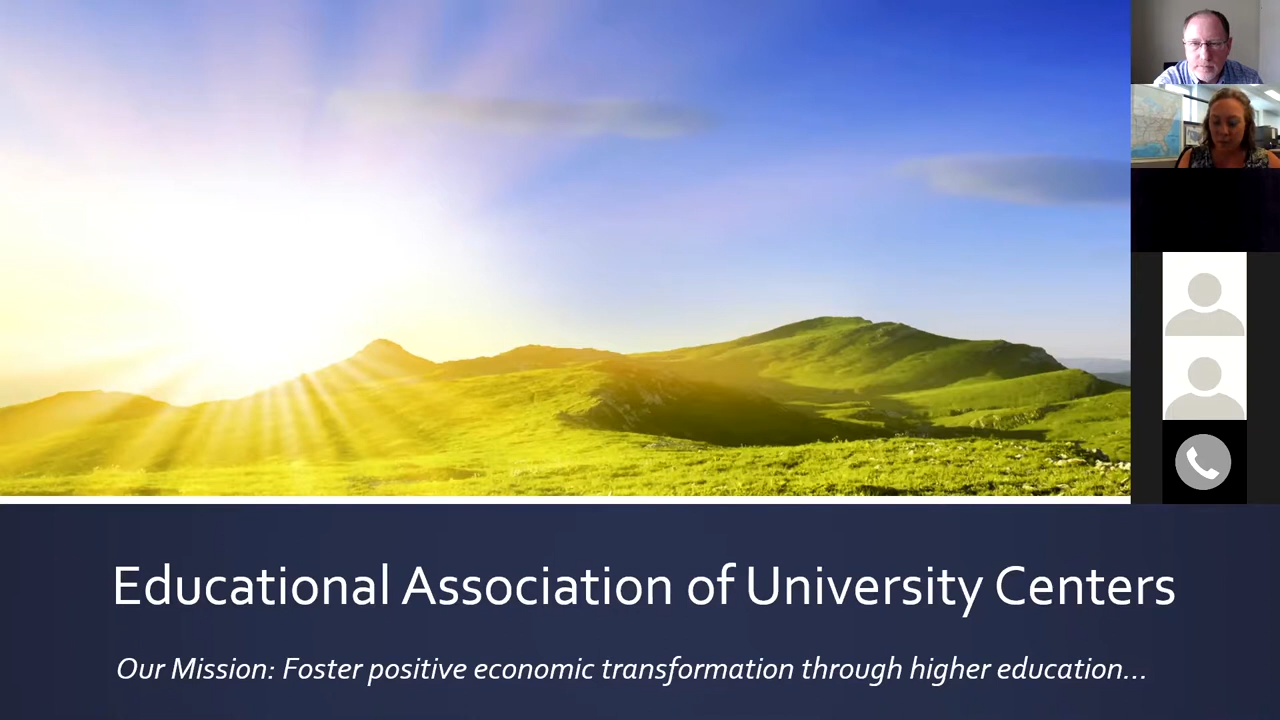 Educational Association of University Centers
Our Mission: Foster positive economic transformation through higher education...